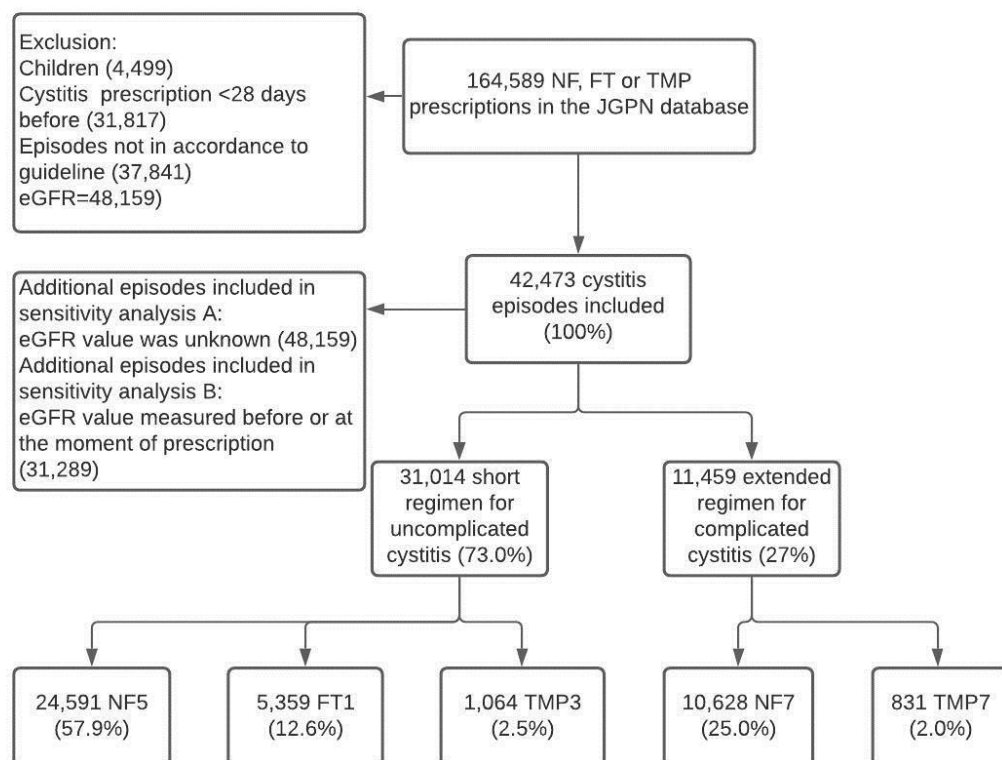 Exclusion:
Children (4,499)
Cystitis prescription <28 days
before (31,817)
Episodes not in accordance to
guideline (37,841)
eGFR=48,159)
164,589 NF, FT or TMP
prescriptions in the JGPN database
42,473 cystitis
episodes included
(100%)
Additional episodes included in
sensitivity analysis A:
eGFR value was unknown (48,159)
Additional episodes included in
sensitivity analysis B:
eGFR value measured before or at
the moment of prescription
(31,289)
31,014 short
regimen for
uncomplicated
cystitis (73.0%)
11,459 extended
regimen for
complicated
cystitis (27%)
24,591 NF5
(57.9%)
5,359 FT1
(12.6%)
1,064 TMP3
(2.5%)
10,628 NF7
(25.0%)
831 TMP7
(2.0%)